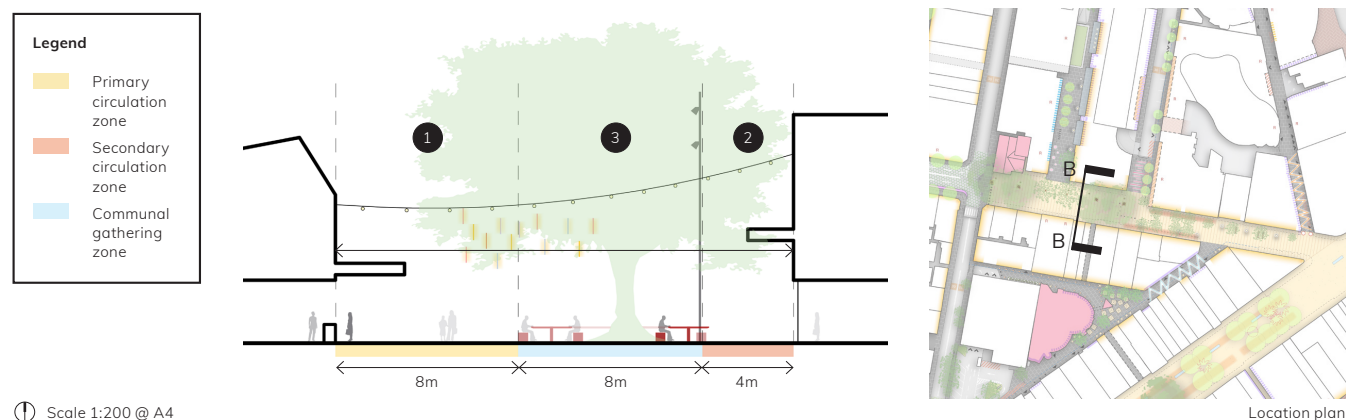 Legend
Primary
circulation
zone
Secondary
circulation
zone
Communal
gathering
zone
1
3
2
8m
8m
4m
B
B
Scale 1:200 @ A4
Location plan